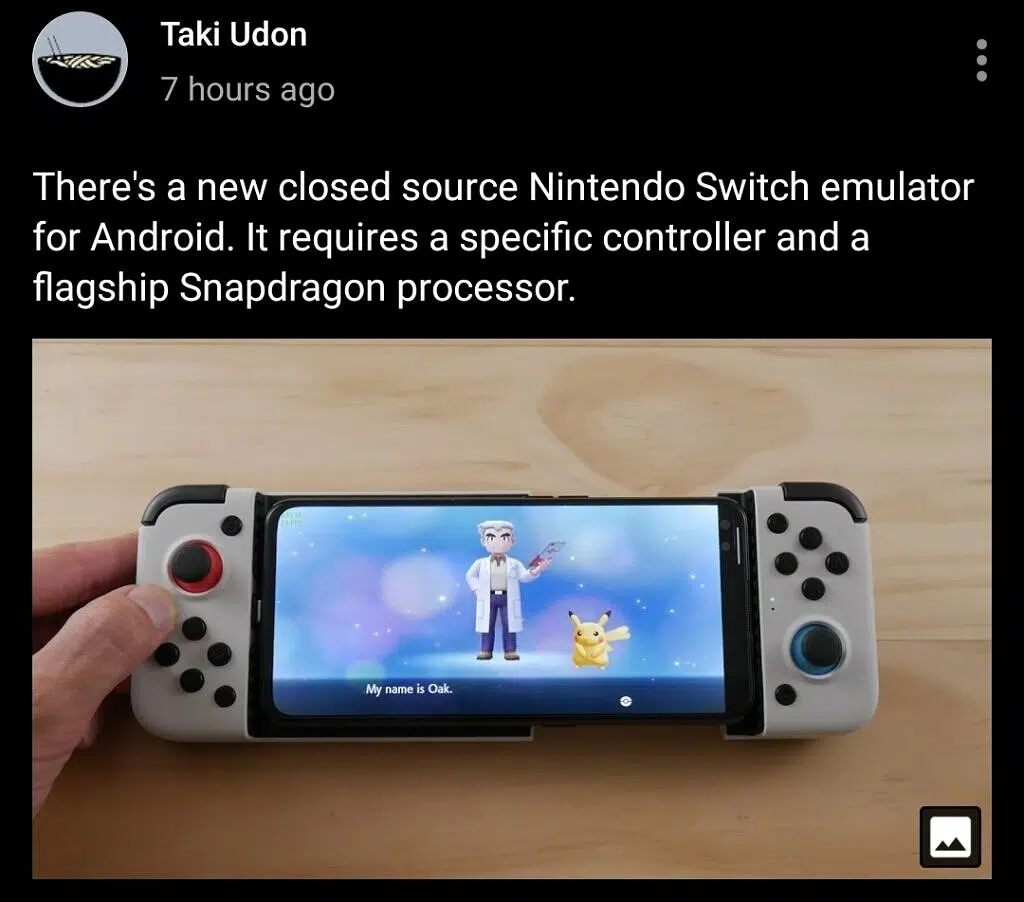 Taki Udon
7 hours ago
There's a new closed source Nintendo Switch emulator
for Android. It requires a specific controller and a
flagship Snapdragon processor.
My name is Oak.